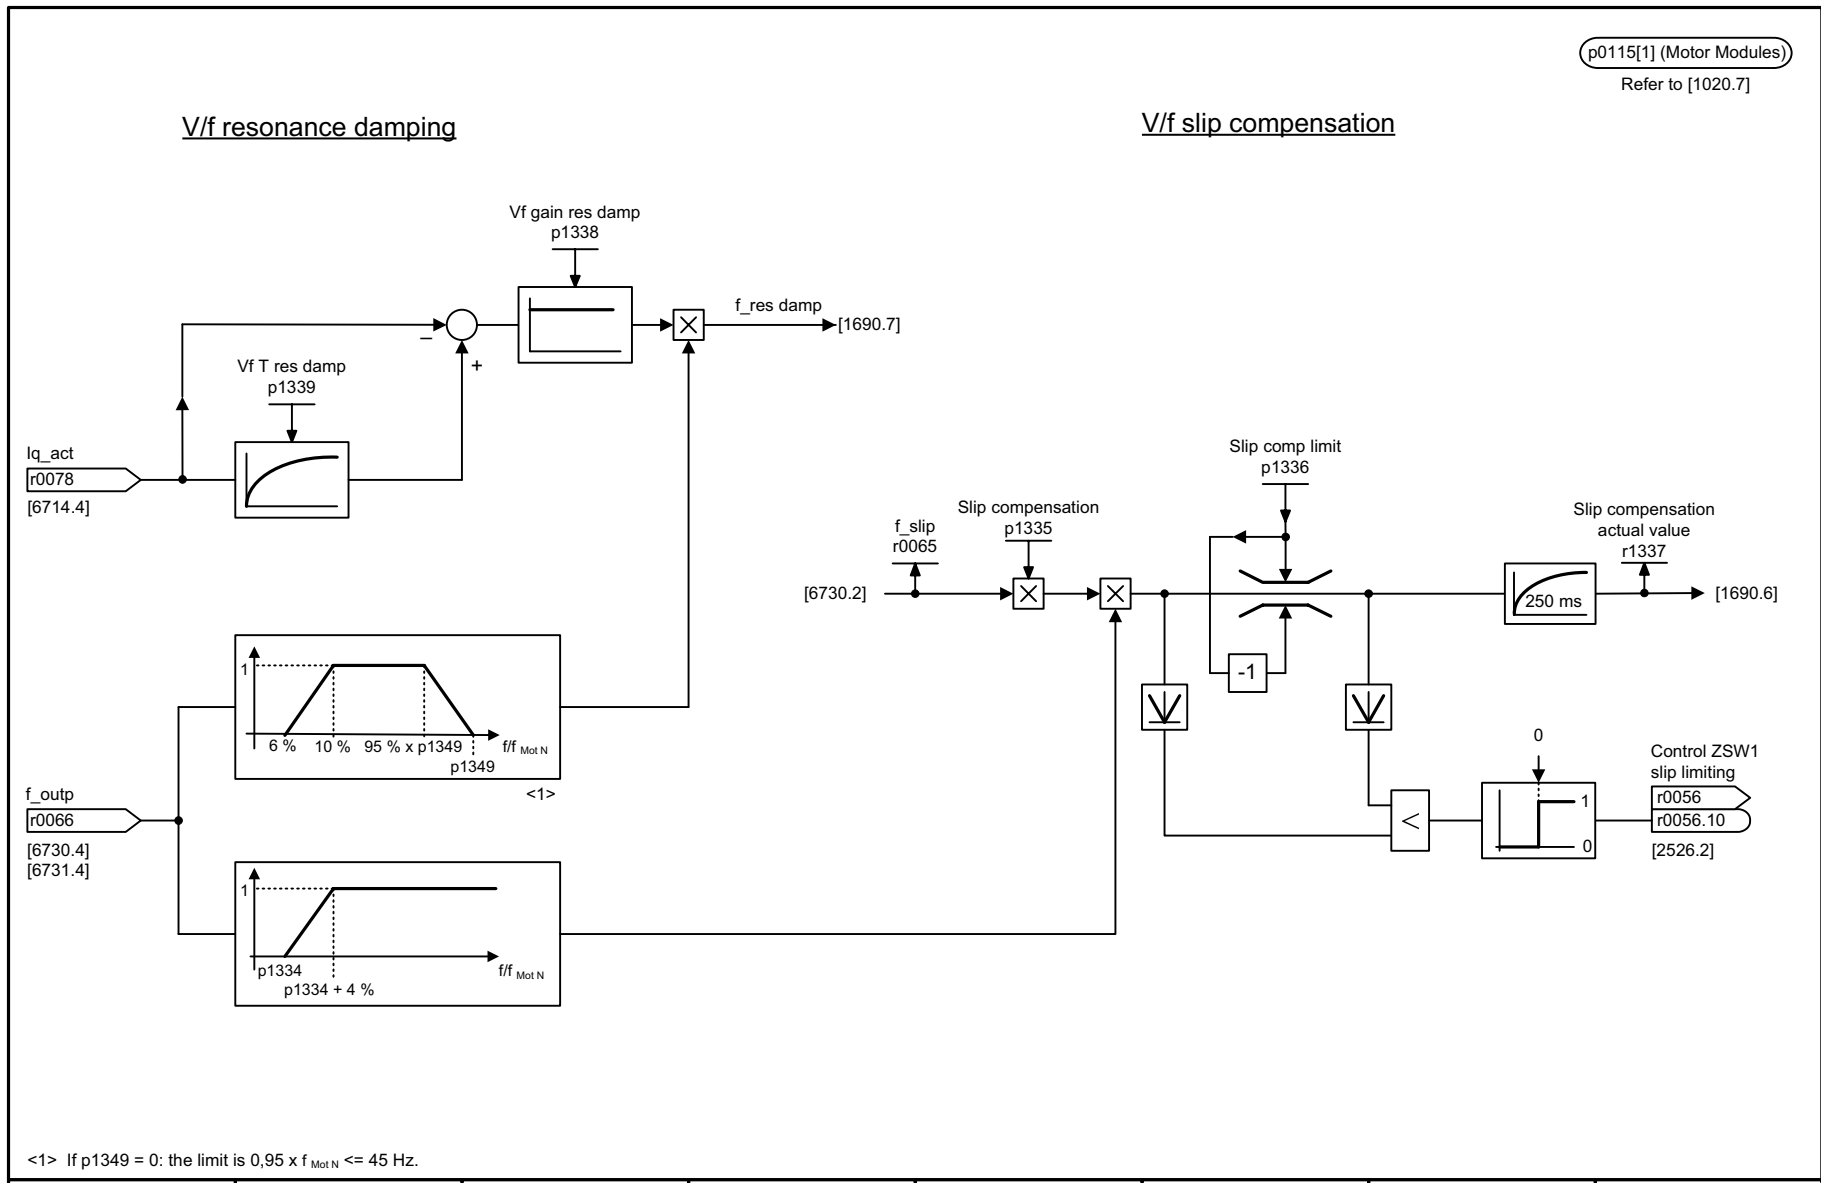 p0115[1] (Motor Modules)
Refer to [1020.7]
V/f resonance damping
V/f slip compensation
Vf gain res damp
p1338
f_res damp
[1690.7]
–
+
Vf T res damp
p1339
Iq_act
r0078
[6714.4]
Slip comp limit
p1336
Slip compensation
p1335
f_slip
r0065
[6730.2]
Slip compensation
actual value
r1337
250 ms
[1690.6]
-1
1
6 %
10 %
95 % x p1349
f/f Mot N
p1349
<1>
f_outp
r0066
[6730.4]
[6731.4]
1
p1334
p1334 + 4 %
f/f Mot N
0
<
1
0
Control ZSW1
slip limiting
r0056
r0056.10
[2526.2]
<1> If p1349 = 0: the limit is 0,95 x f Mot N <= 45 Hz.